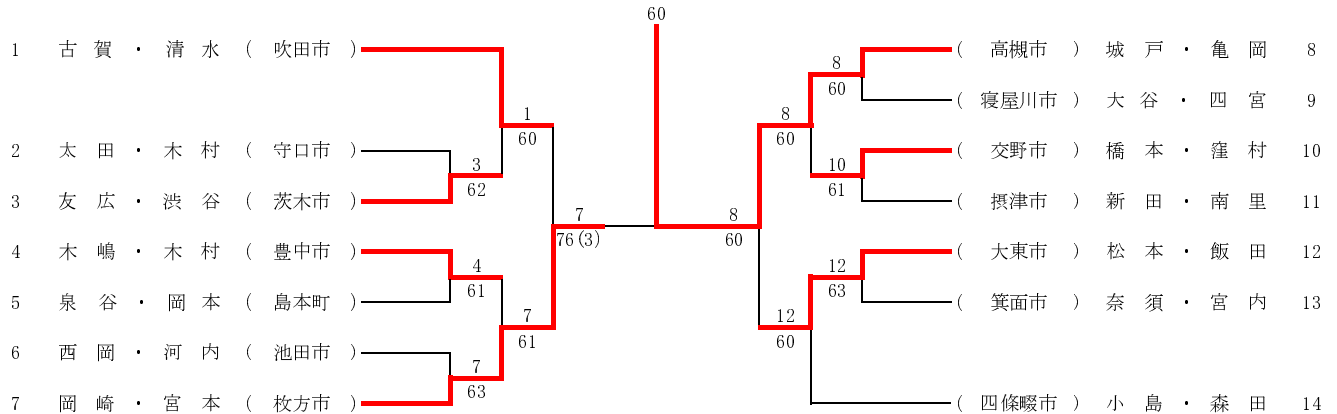 60
1 古賀・清水 ( 吹田市 )
( 高槻市 ) 城戸・亀岡 8
8
60
( 寝屋川市 ) 大谷・四宮 9
1
60
8
60
2 太田・木村 ( 守口市 )
( 交野市 ) 橋本・窪村 10
3
62
10
61
3 友広・渋谷 ( 茨木市 )
( 摂津市 ) 新田・南里 11
7
76(3)
8
60
4 木嶋・木村 ( 豊中市 )
( 大東市 ) 松本・飯田 12
4
61
12
63
5 泉谷・岡本 ( 島本町 )
( 箕面市 ) 奈須・宮内 13
7
61
12
60
6 西岡・河内 ( 池田市 )
7
63
7 岡崎・宮本 ( 枚方市 )
( 四條畷市 ) 小島・森田 14